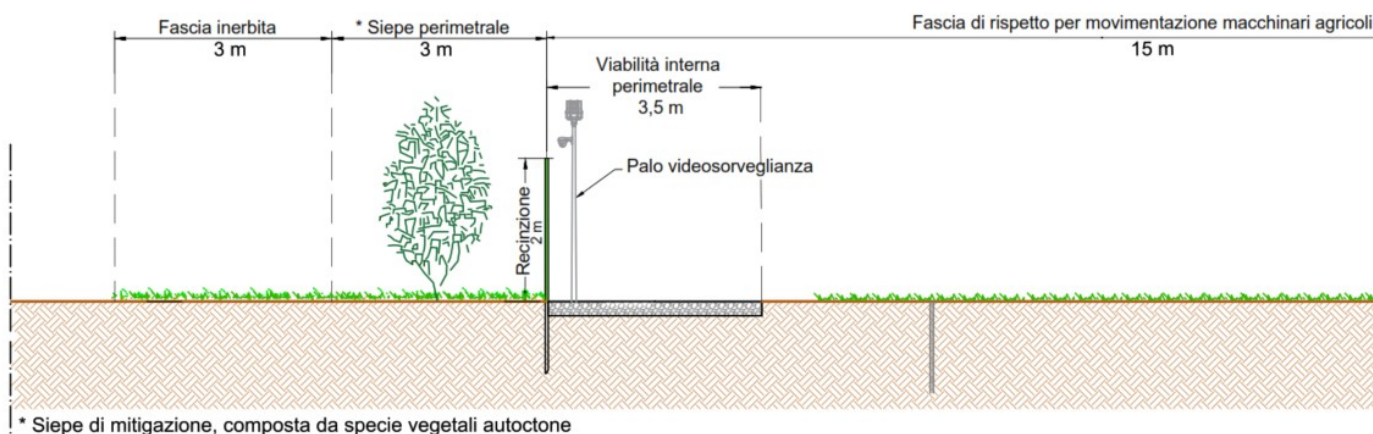 Fascia inerbita
3 m
* Siepe perimetrale
3 m
Fascia di rispetto per movimentazione macchinari agricoli
15 m
Viabilità interna
perimetrale
3,5 m
Palo videosorveglianza
Recinzione
2 m
* Siepe di mitigazione, composta da specie vegetali autoctone